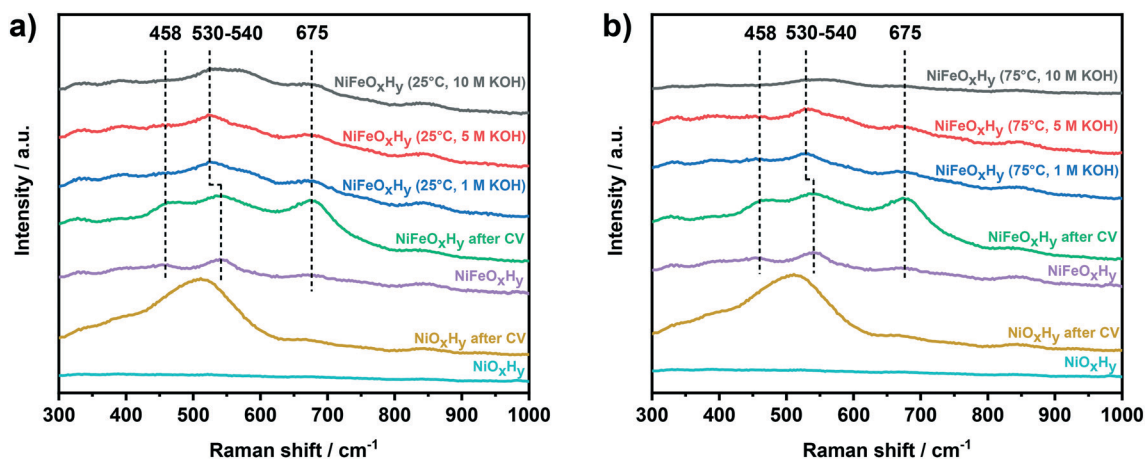 a)
458 530-540 675
NiFeOxHy (25°C, 10 M KOH)
NiFeOxHy (25°C, 5 M KOH)
NiFeOxHy (25°C, 1 M KOH)
NiFeOxHy after CV
NiFeOxHy
NiOxHy after CV
NiOxHy
Intensity / a.u.
300 400 500 600 700 800 900 1000
Raman shift / cm-1
b)
458 530-540 675
NiFeOxHy (75°C, 10 M KOH)
NiFeOxHy (75°C, 5 M KOH)
NiFeOxHy (75°C, 1 M KOH)
NiFeOxHy after CV
NiFeOxHy
NiOxHy after CV
NiOxHy
Intensity / a.u.
300 400 500 600 700 800 900 1000
Raman shift / cm-1